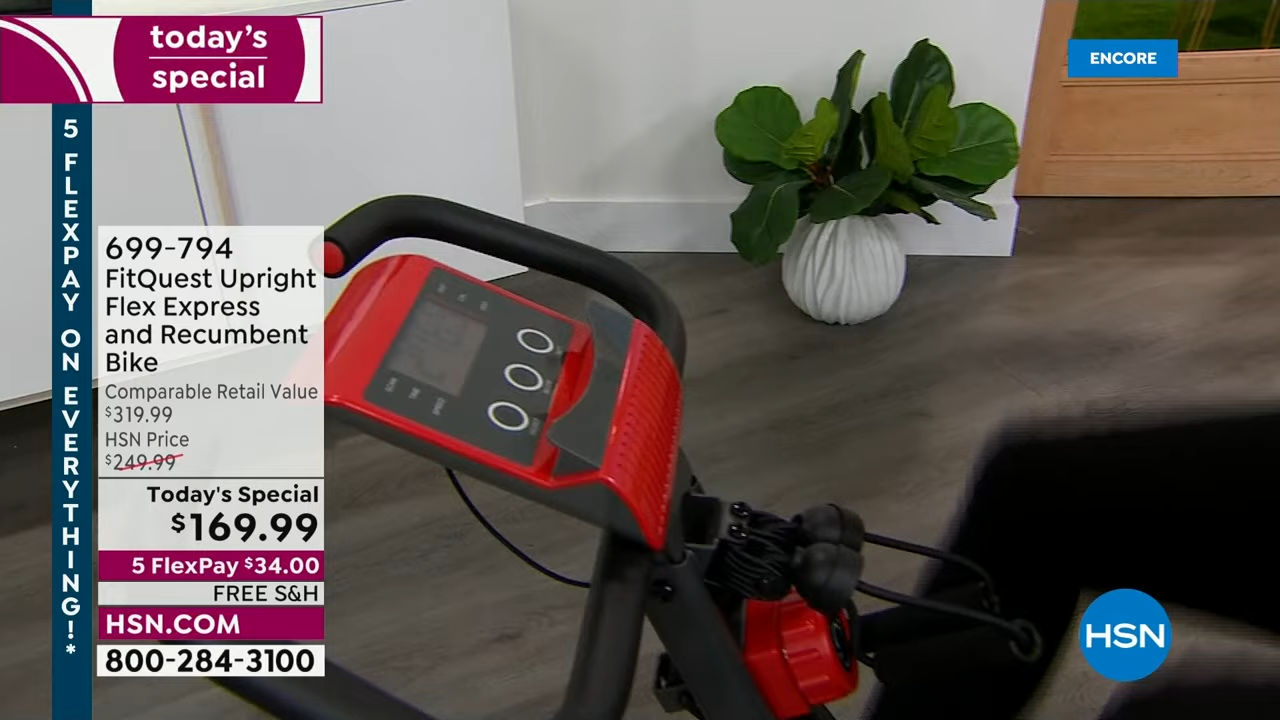 today's
special
ENCORE
5 FLEXPAY ON EVERYTHING!*
699-794
FitQuest Upright
Flex Express
and Recumbent
Bike
Comparable Retail Value
$319.99
HSN Price
$249.99
Today's Special
$169.99
5 FlexPay $34.00
FREE S&H
HSN.COM
800-284-3100
HSN